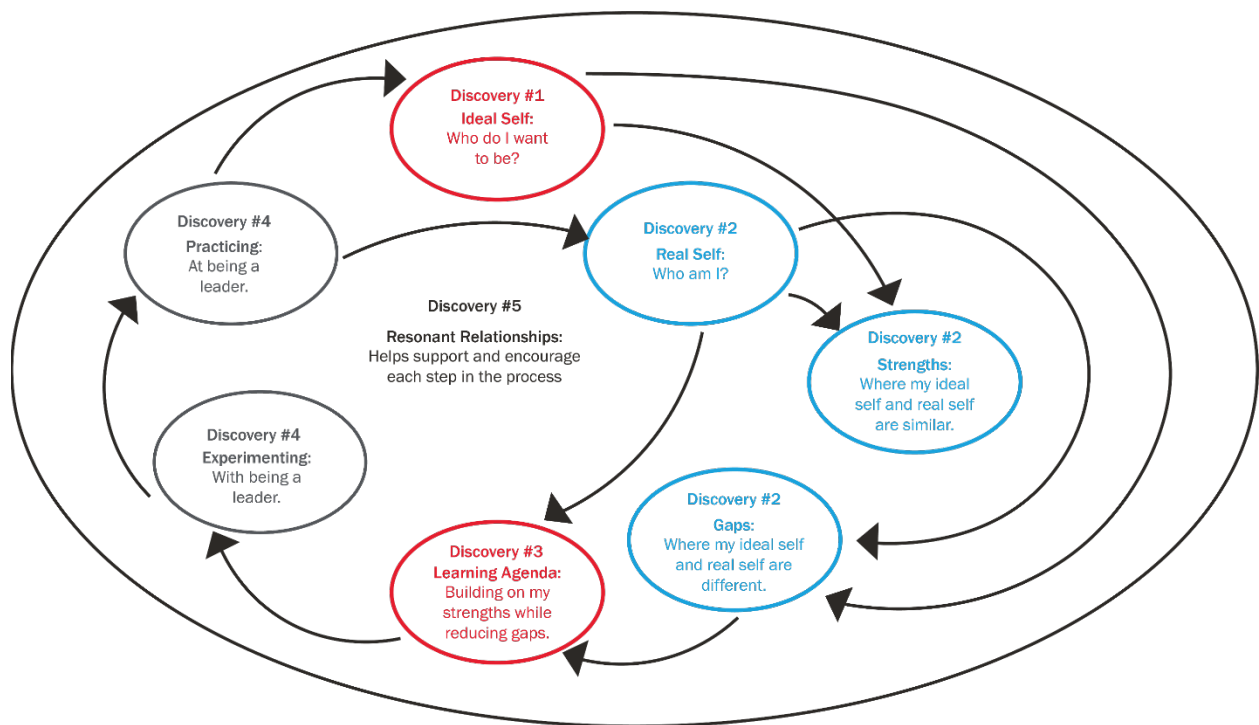 Discovery #1
Ideal Self:
Who do I want
to be?
Discovery #4
Practicing:
At being a
leader.
Discovery #2
Real Self:
Who am I?
Discovery #5
Resonant Relationships:
Helps support and encourage
each step in the process
Discovery #2
Strengths:
Where my ideal
self and real self
are similar.
Discovery #4
Experimenting:
With being a
leader.
Discovery #2
Gaps:
Where my ideal self
and real self are
different.
Discovery #3
Learning Agenda:
Building on my
strengths while
reducing gaps.